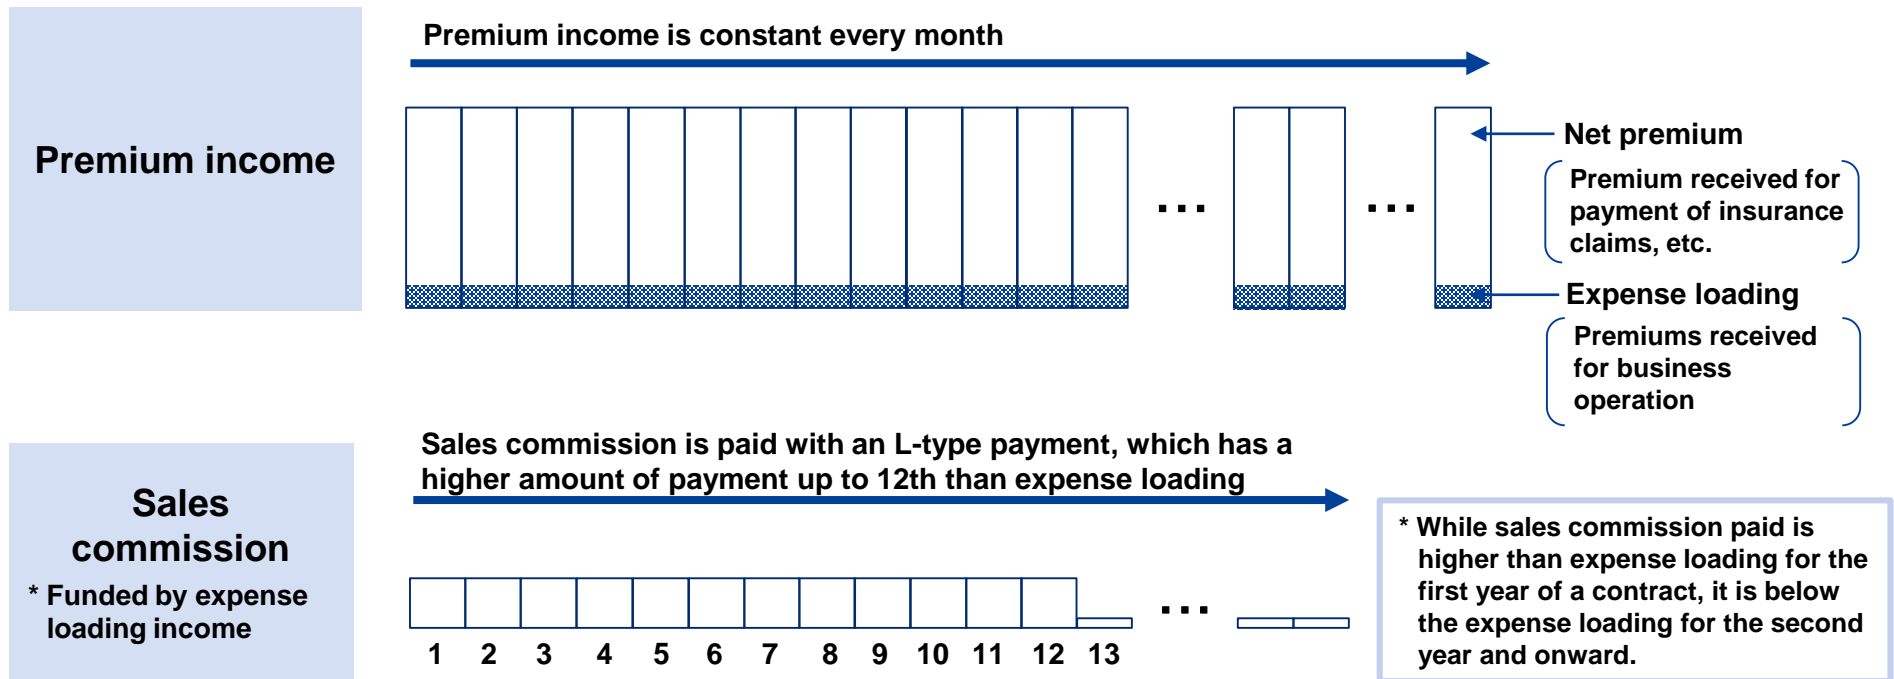 Premium income
Premium income is constant every month
...
...
Net premium
Premium received for
payment of insurance
claims, etc.
Expense loading
Premiums received
for business
operation
Sales
commission
* Funded by expense
loading income
Sales commission is paid with an L-type payment, which has a
higher amount of payment up to 12th than expense loading
...
1 2 3 4 5 6 7 8 9 10 11 12 13
* While sales commission paid is
higher than expense loading for the
first year of a contract, it is below
the expense loading for the second
year and onward.